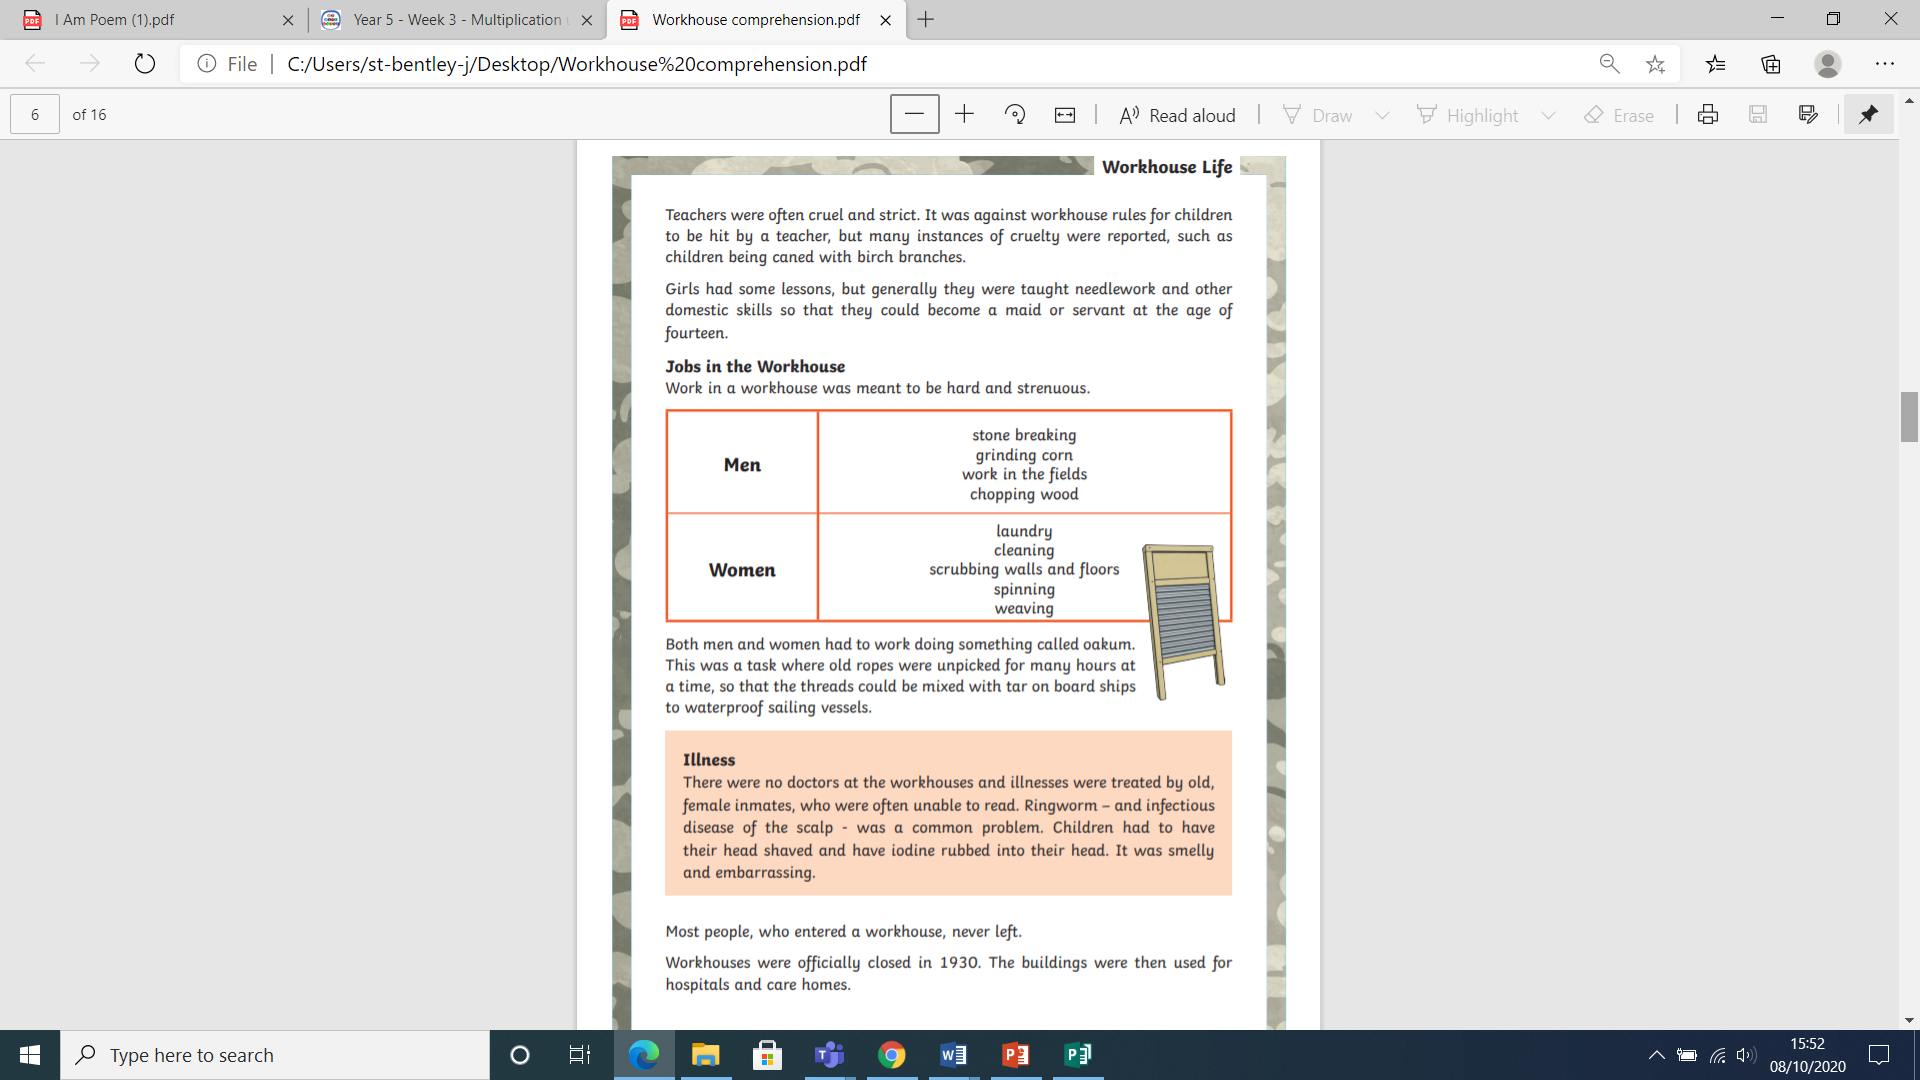 I Am Poem (1).pdf
Year 5 - Week 3 - Multiplication
Workhouse comprehension.pdf
File
C:/Users/st-bentley-j/Desktop/Workhouse%20comprehension.pdf
6 of 16
Read aloud
Draw
Highlight
Erase
Workhouse Life
Teachers were often cruel and strict. It was against workhouse rules for children
to be hit by a teacher, but many instances of cruelty were reported, such as
children being caned with birch branches.
Girls had some lessons, but generally they were taught needlework and other
domestic skills so that they could become a maid or servant at the age of
fourteen.
Jobs in the Workhouse
Work in a workhouse was meant to be hard and strenuous.
Men
stone breaking
grinding corn
work in the fields
chopping wood
Women
laundry
cleaning
scrubbing walls and floors
spinning
weaving
Both men and women had to work doing something called oakum.
This was a task where old ropes were unpicked for many hours at
a time, so that the threads could be mixed with tar on board ships
to waterproof sailing vessels.
Illness
There were no doctors at the workhouses and illnesses were treated by old,
female inmates, who were often unable to read. Ringworm – and infectious
disease of the scalp - was a common problem. Children had to have
their head shaved and have iodine rubbed into their head. It was smelly
and embarrassing.
Most people, who entered a workhouse, never left.
Workhouses were officially closed in 1930. The buildings were then used for
hospitals and care homes.
Type here to search
15:52
08/10/2020